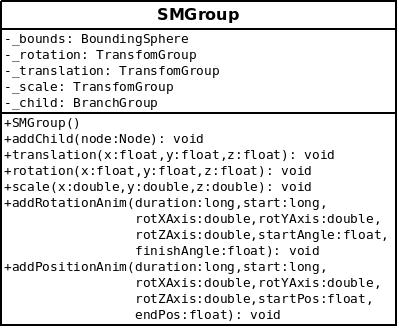 SMGroup
-_bounds: BoundingSphere
-_rotation: TransfomGroup
-_translation: TransfomGroup
-_scale: TransfomGroup
-_child: BranchGroup
+SMGroup()
+addChild(node:Node): void
+translation(x:float,y:float,z:float): void
+rotation(x:float,y:float,z:float): void
+scale(x:double,y:double,z:double): void
+addRotationAnim(duration:long,start:long,
rotXAxis:double,rotYAxis:double,
rotZAxis:double,startAngle:float,
finishAngle:float): void
+addPositionAnim(duration:long,start:long,
rotXAxis:double,rotYAxis:double,
rotZAxis:double,startPos:float,
endPos:float): void